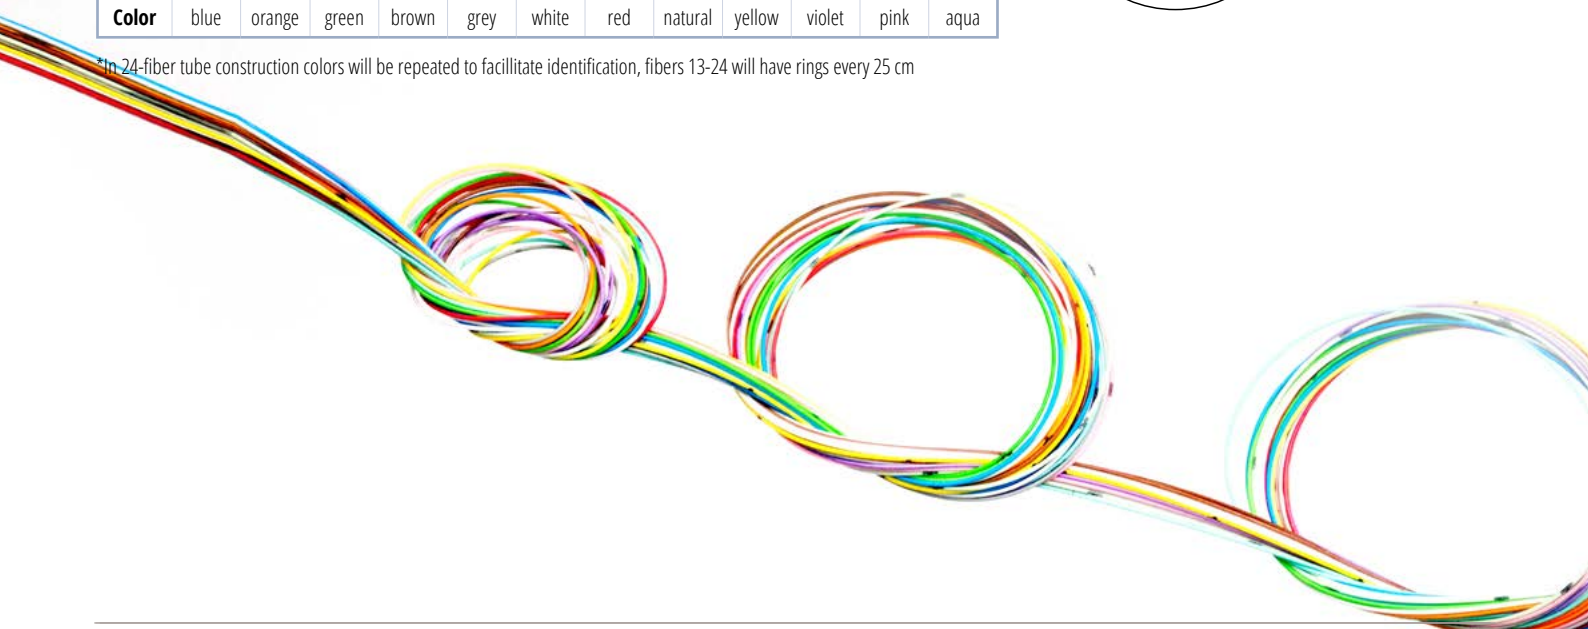 Color blue orange green brown grey white red natural yellow violet pink aqua
*In 24-fiber tube construction colors will be repeated to facillitate identification, fibers 13-24 will have rings every 25 cm